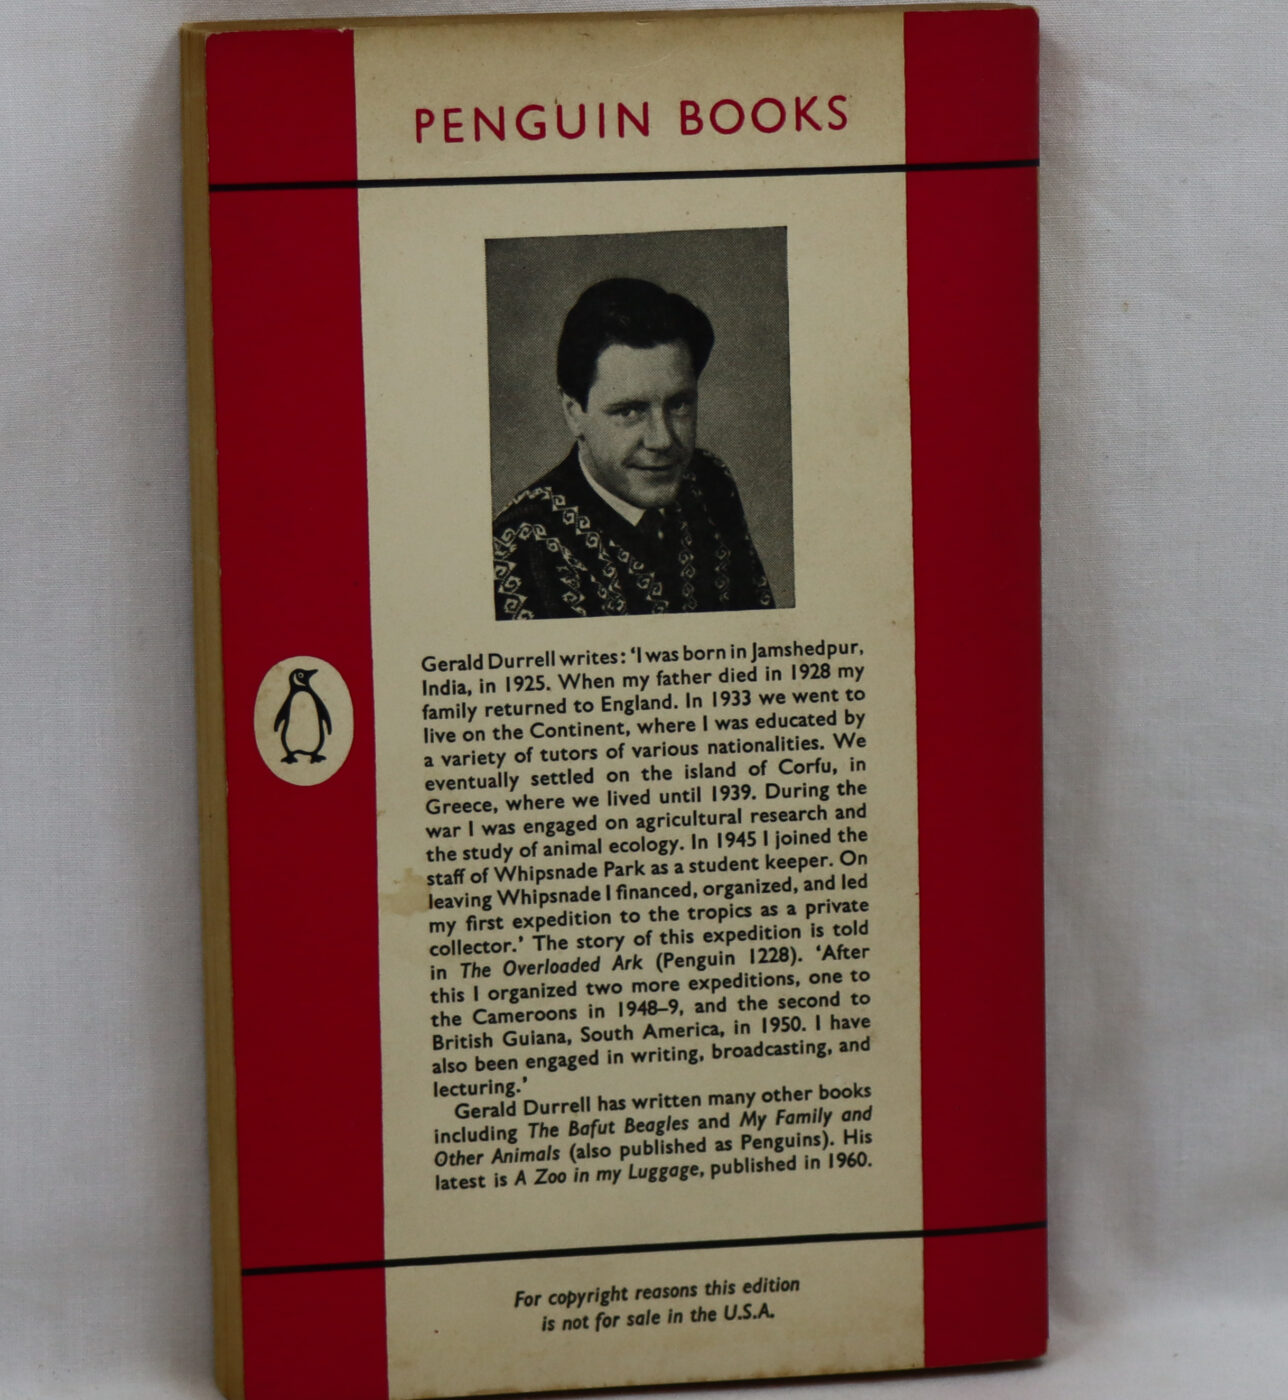 PENGUIN BOOKS
Gerald Durrell writes: ‘I was born in Jamshedpur,
India, in 1925. When my father died in 1928 my
family returned to England. In 1933 we went to
live on the Continent, where I was educated by
a variety of tutors of various nationalities. We
eventually settled on the island of Corfu, in
Greece, where we lived until 1939. During the
war I was engaged on agricultural research and
the study of animal ecology. In 1945 I joined the
staff of Whipsnade Park as a student keeper. On
leaving Whipsnade I financed, organized, and led
my first expedition to the tropics as a private
collector.’ The story of this expedition is told
in The Overloaded Ark (Penguin 1228). ‘After
this I organized two more expeditions, one to
the Cameroons in 1948–9, and the second to
British Guiana, South America, in 1950. I have
also been engaged in writing, broadcasting, and
lecturing.’
Gerald Durrell has written many other books
including The Bafut Beagles and My Family and
Other Animals (also published as Penguins). His
latest is A Zoo in my Luggage, published in 1960.
For copyright reasons this edition
is not for sale in the U.S.A.